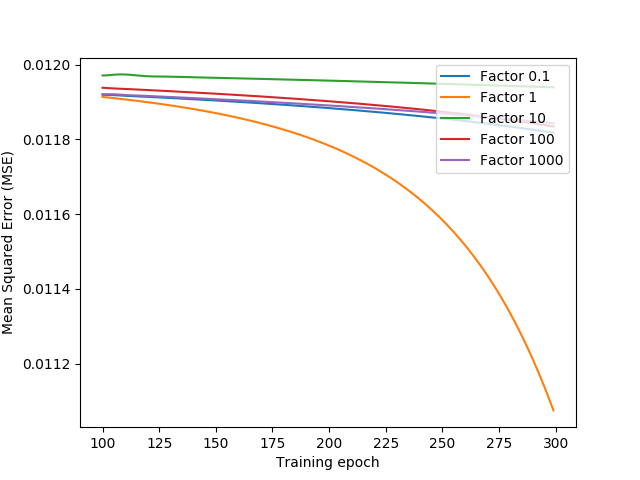 0.0120
0.0118
0.0116
0.0114
0.0112
Mean Squared Error (MSE)
100
125
150
175
200
225
250
275
300
Training epoch
Factor 0.1
Factor 1
Factor 10
Factor 100
Factor 1000